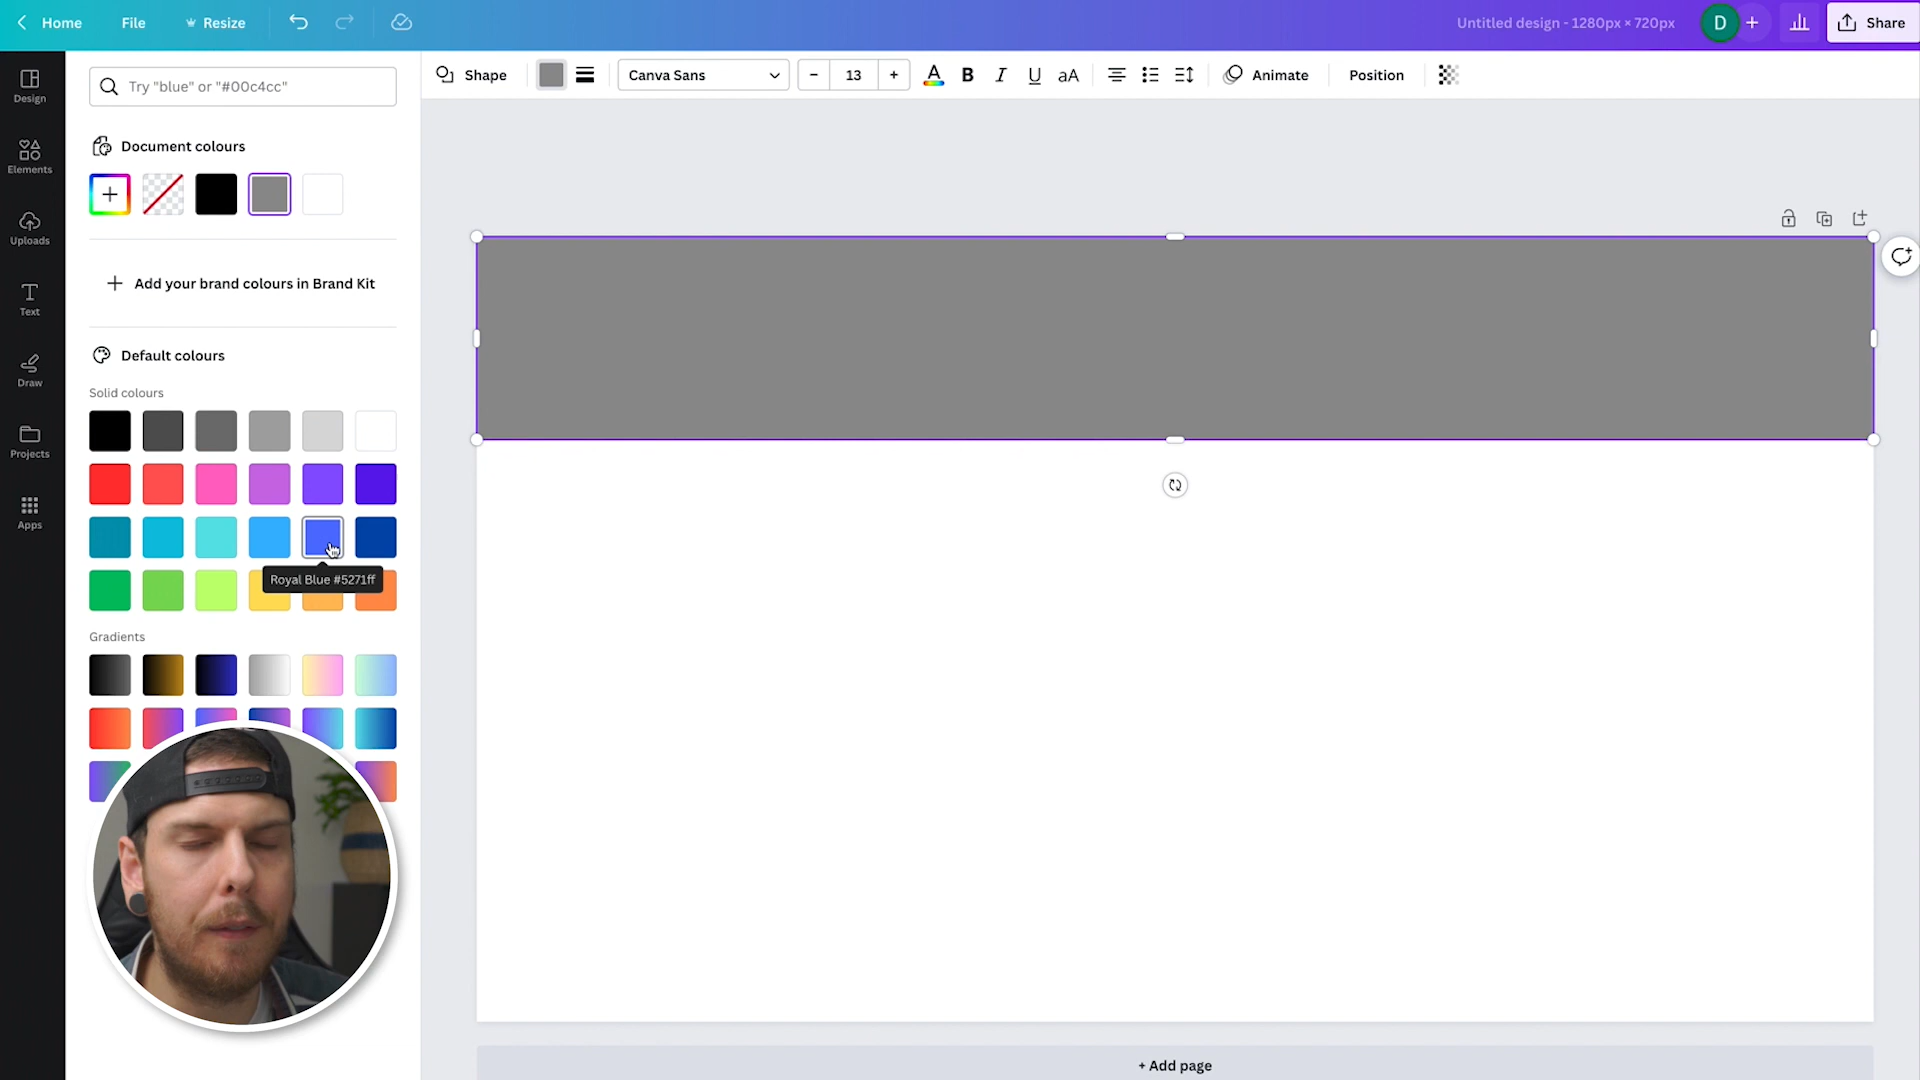 Home
File
Resize
Untitled design - 1280px × 720px
D
Share
Design
Elements
Uploads
Text
Draw
Projects
Apps
Try "blue" or "#00c4cc"
Document colours
Add your brand colours in Brand Kit
Default colours
Solid colours
Royal Blue #5271ff
Gradients
Shape
Canva Sans
13
A
B
I
U
aA
Animate
Position
+ Add page